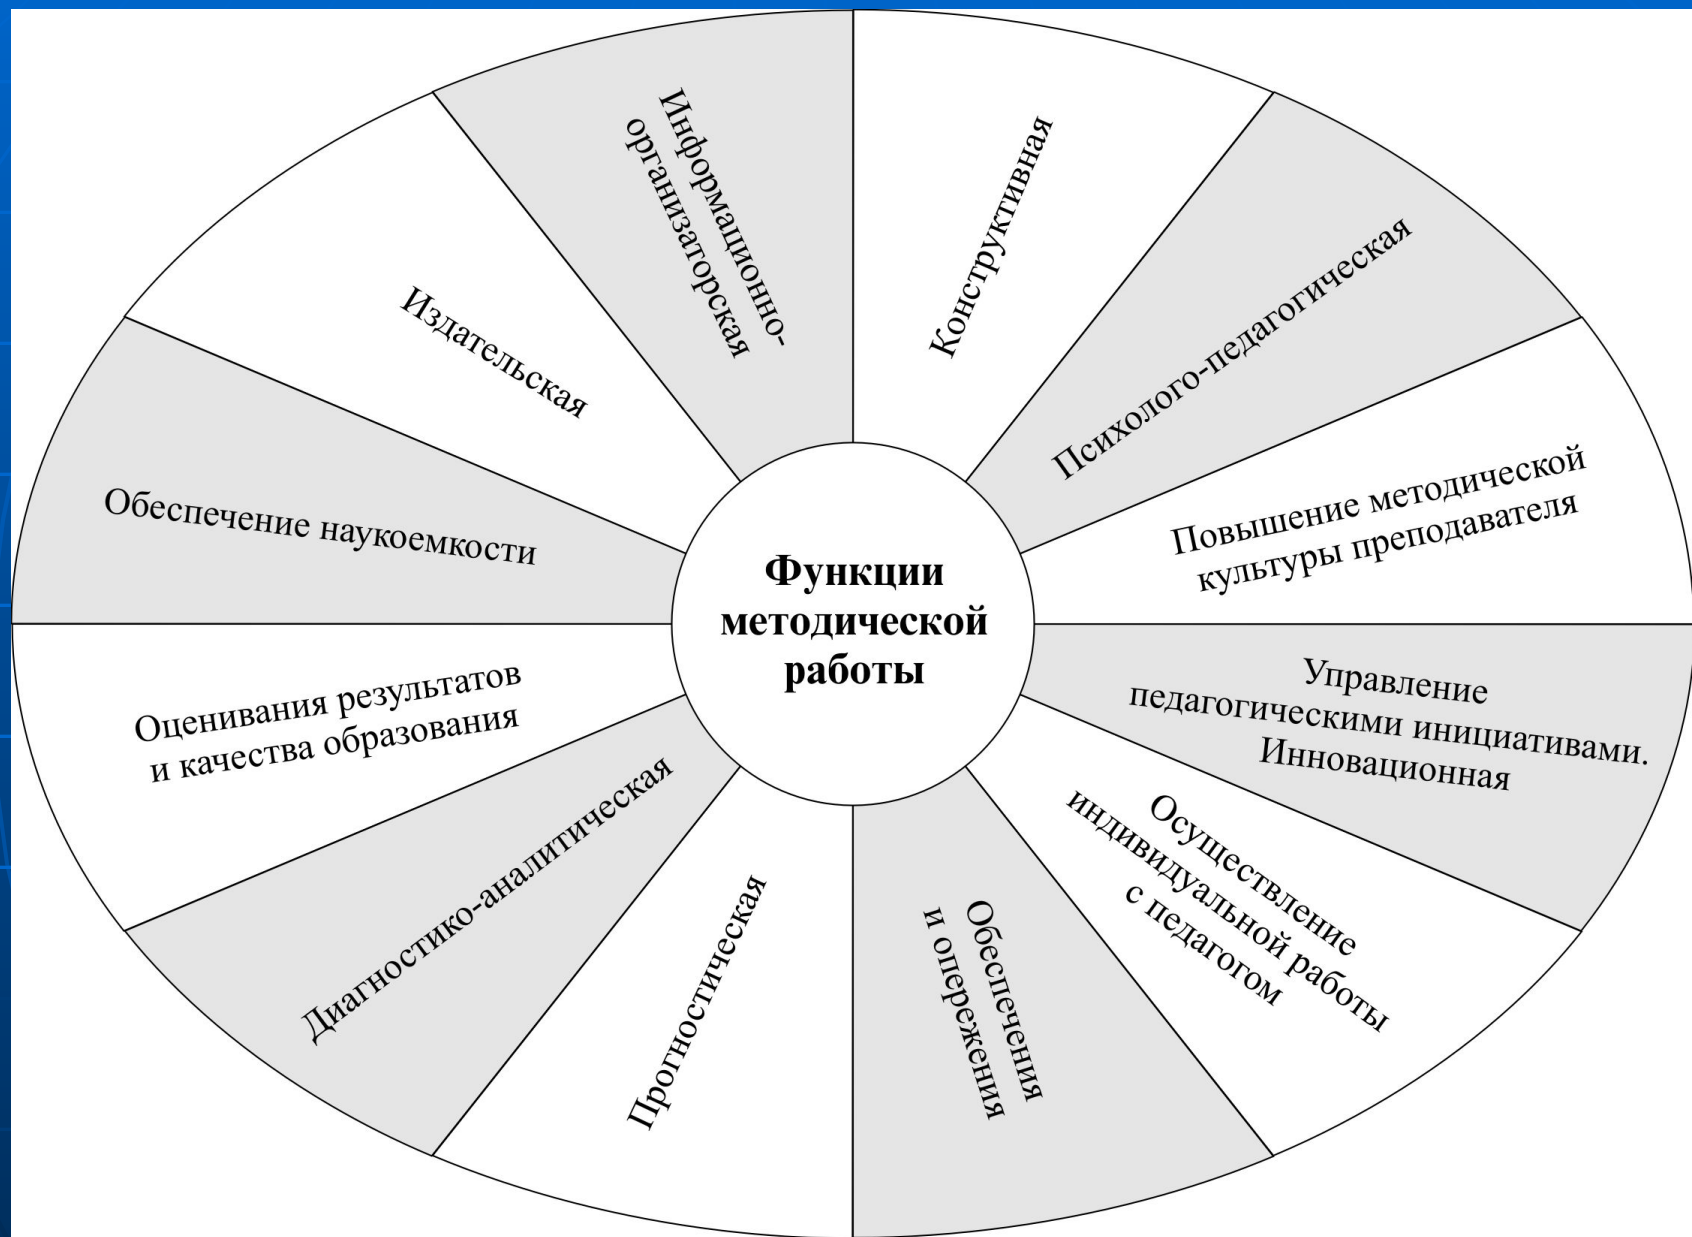 Функции
методической
работы
Конструктивная
Психолого-педагогическая
Повышение методической
культуры преподавателя
Управление
педагогическими инициативами.
Инновационная
Осуществление
индивидуальной работы
с педагогом
Обеспечения
и опережения
Прогностическая
Диагностико-аналитическая
Оценивания результатов
и качества образования
Обеспечение наукоемкости
Издательская
Информационно-
организаторская